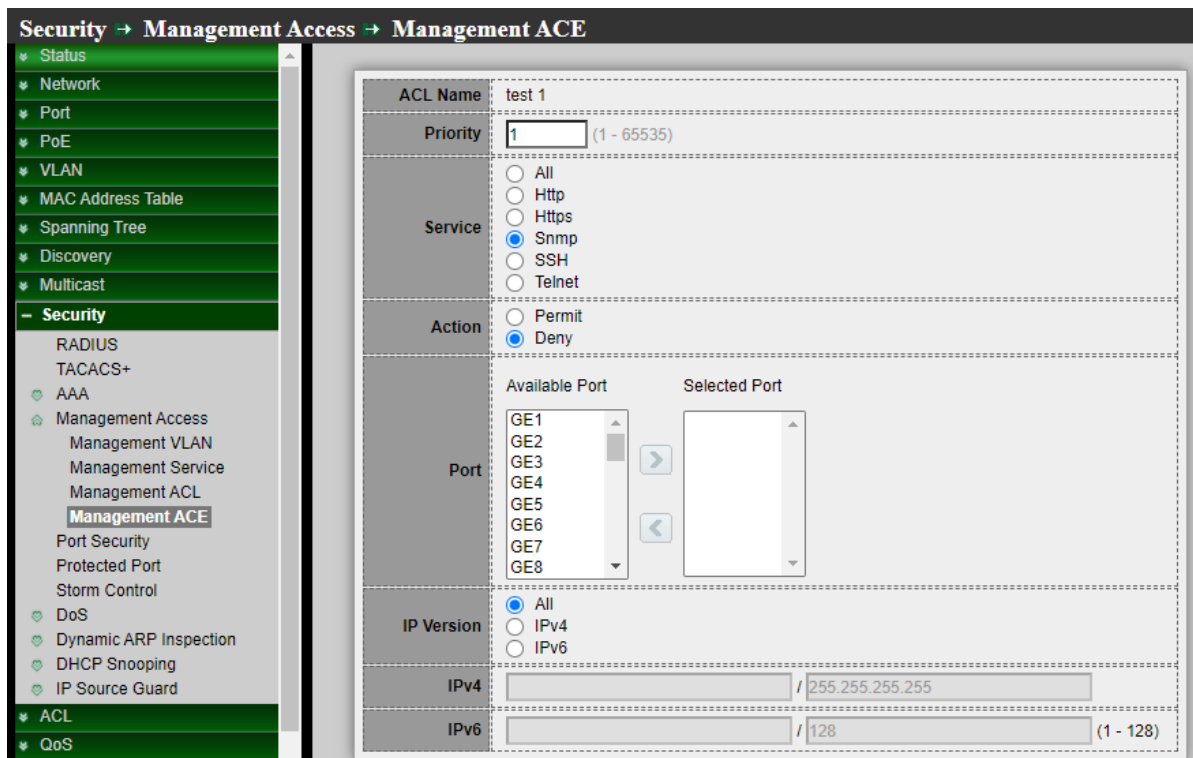 Security Management Access Management ACE
Status
Network
Port
PoE
VLAN
MAC Address Table
Spanning Tree
Discovery
Multicast
Security
RADIUS
TACACS+
AAA
Management Access
Management VLAN
Management Service
Management ACL
Management ACE
Port Security
Protected Port
Storm Control
DoS
Dynamic ARP Inspection
DHCP Snooping
IP Source Guard
ACL
QoS
ACL Name test 1
Priority 1 (1 - 65535)
Service
All
Http
Https
Snmp
SSH
Telnet
Action
Permit
Deny
Port
Available Port Selected Port
GE1
GE2
GE3
GE4
GE5
GE6
GE7
GE8
IP Version
All
IPv4
IPv6
IPv4 / 255.255.255.255
IPv6 / 128 (1 - 128)